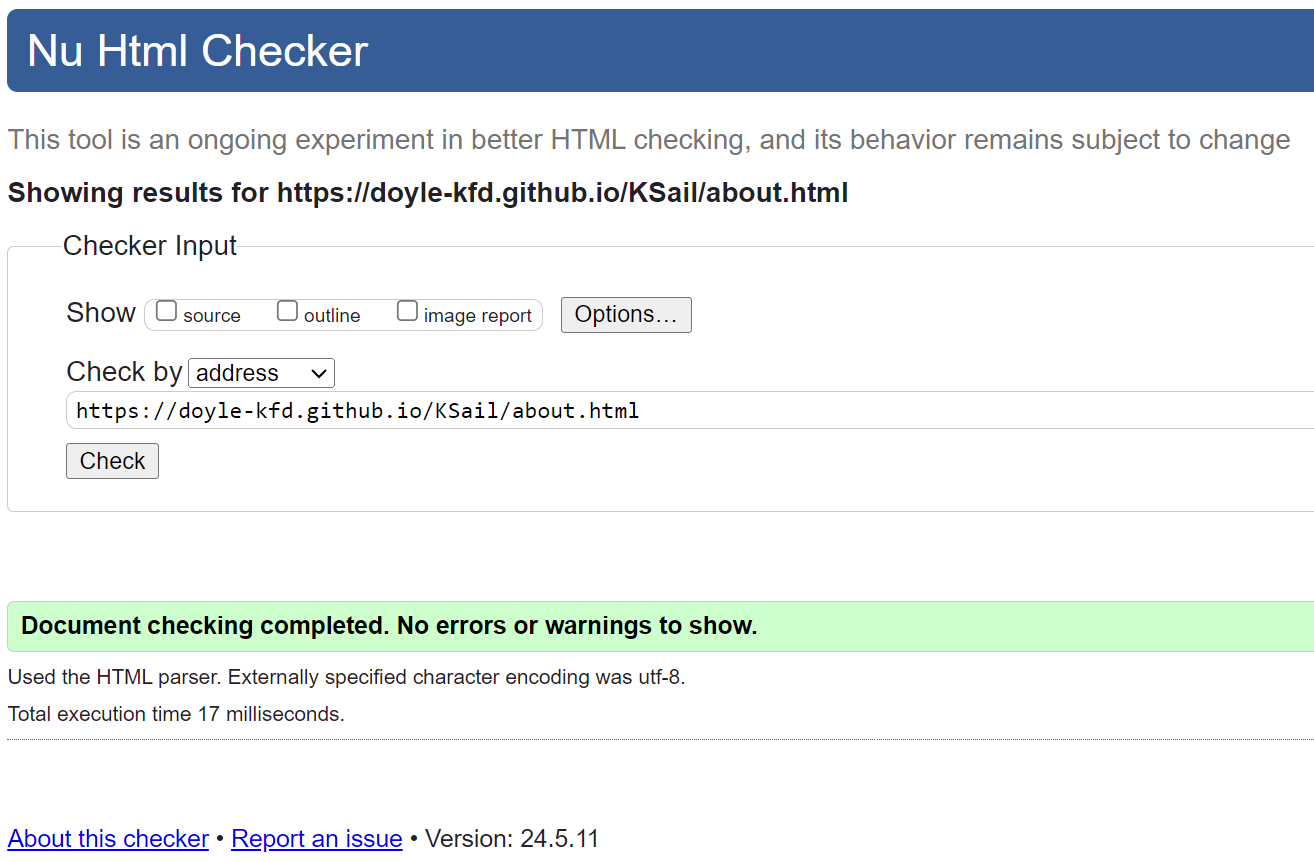 Nu Html Checker
This tool is an ongoing experiment in better HTML checking, and its behavior remains subject to change
Showing results for https://doyle-kfd.github.io/KSail/about.html
Checker Input
Show source outline image report Options…
Check by address
https://doyle-kfd.github.io/KSail/about.html
Check
Document checking completed. No errors or warnings to show.
Used the HTML parser. Externally specified character encoding was utf-8.
Total execution time 17 milliseconds.
About this checker • Report an issue • Version: 24.5.11